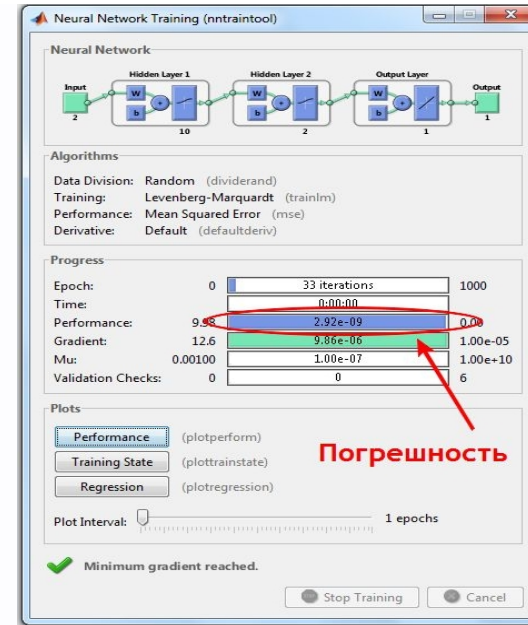 Neural Network Training (nntraintool)
Neural Network
Hidden Layer 1 Hidden Layer 2 Output Layer
Input Output
W W W
b b b
2 10 2 1 1
Algorithms
Data Division: Random (dividerand)
Training: Levenberg-Marquardt (trainlm)
Performance: Mean Squared Error (mse)
Derivative: Default (defaultderiv)
Progress
Epoch: 0 33 iterations 1000
Time: 0:00:00
Performance: 9.98 2.92e-09 0.00
Gradient: 12.6 9.86e-06 1.00e-05
Mu: 0.00100 1.00e-07 1.00e+10
Validation Checks: 0 0 6
Plots
Performance (plotperform)
Погрешность
Training State (plottrainstate)
Regression (plotregression)
Plot Interval: 1 epochs
Minimum gradient reached.
Stop Training Cancel